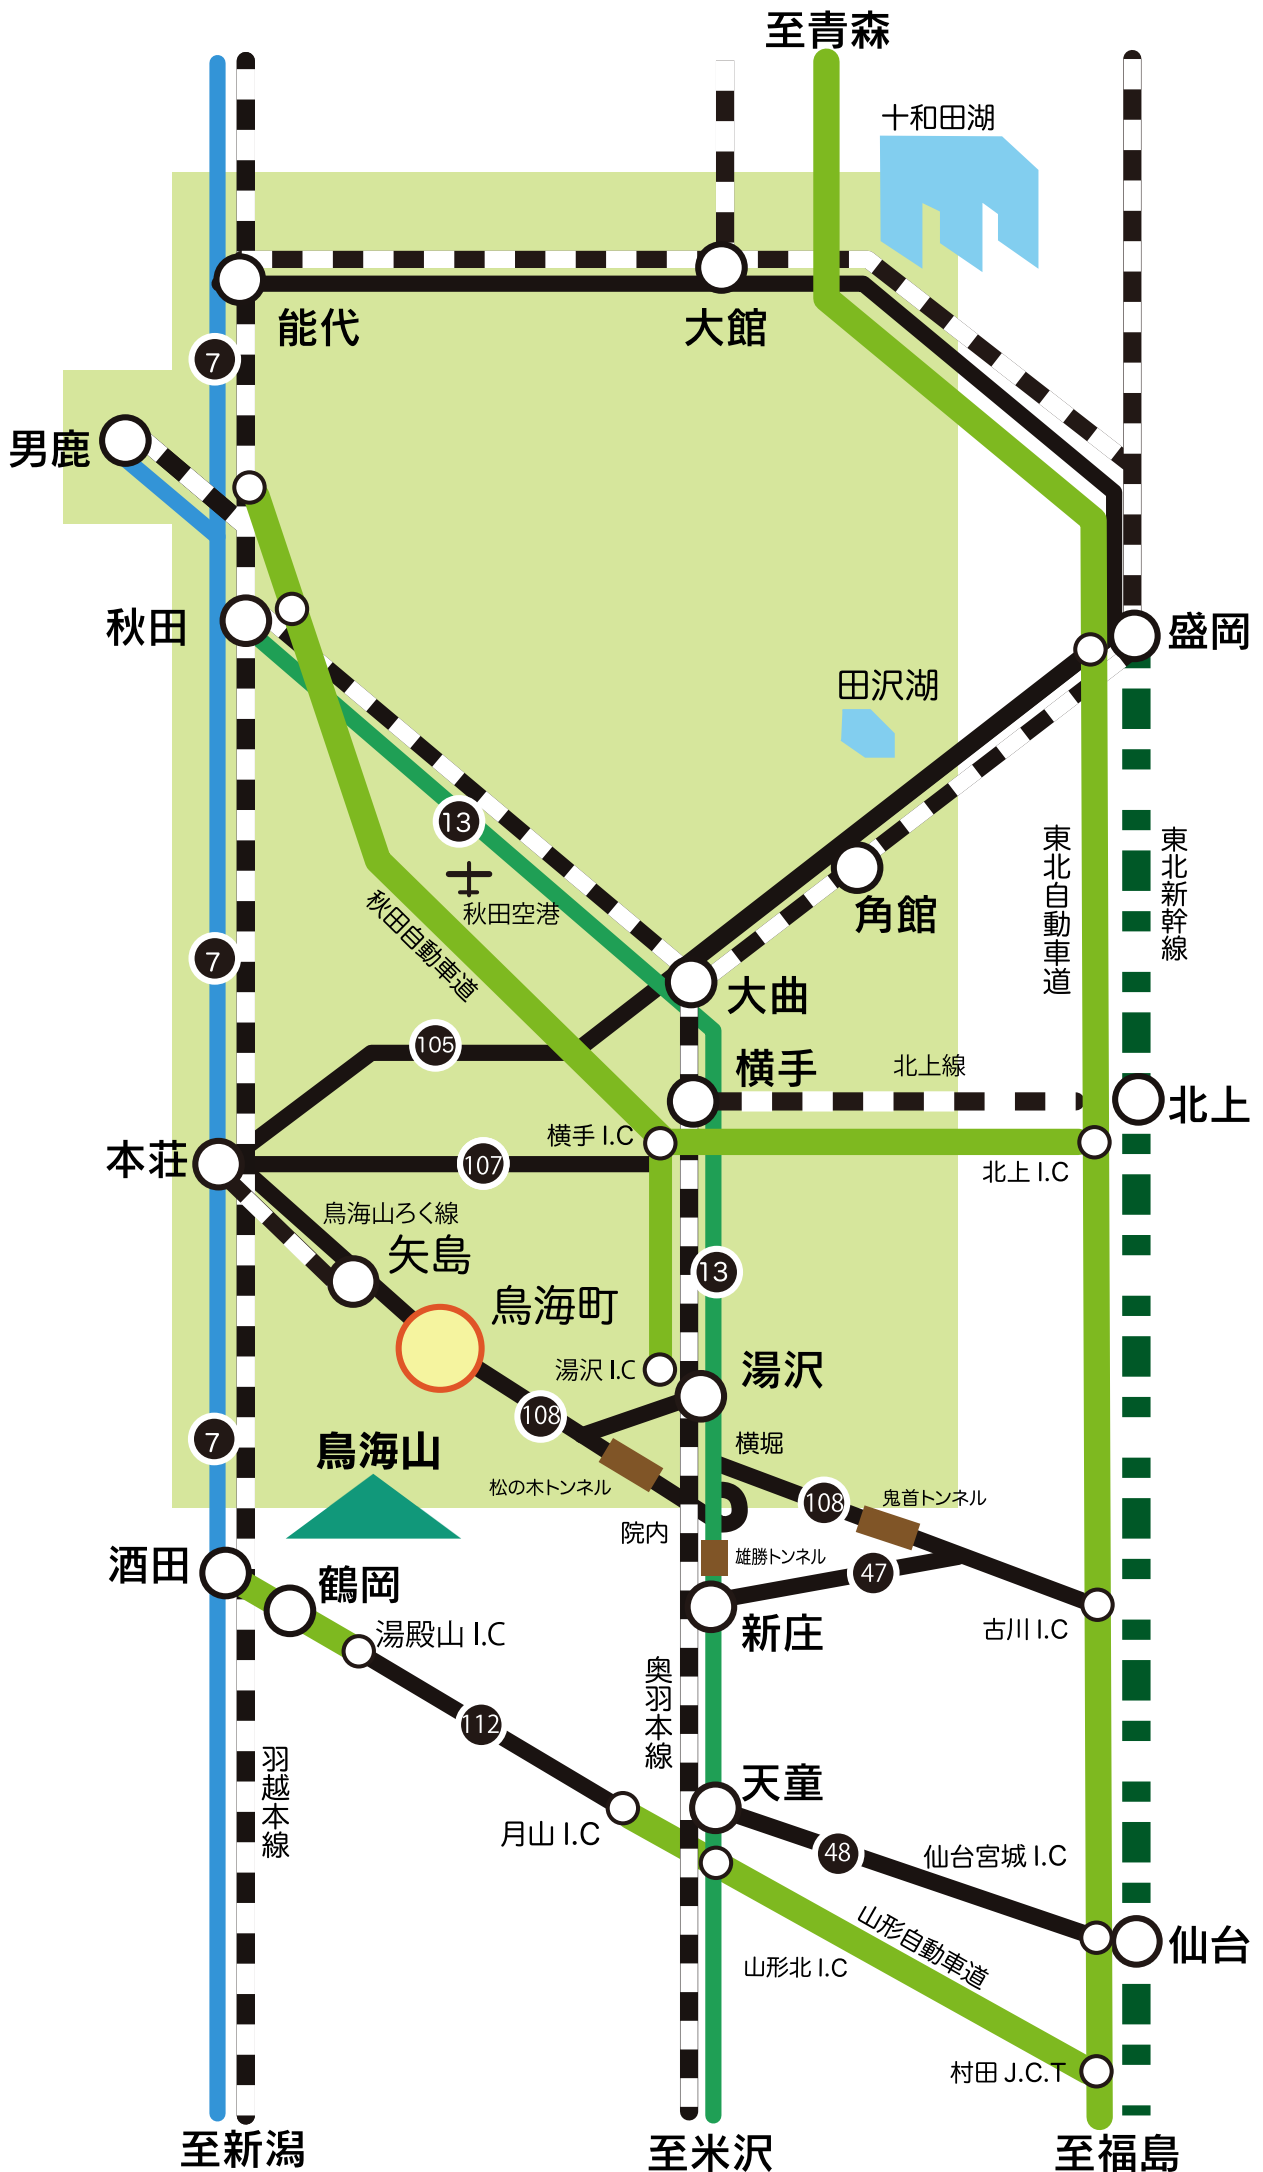 至青森
十和田湖
能代
大館
7
男鹿
秋田
盛岡
田沢湖
13
角館
秋田空港
秋田自動車道
東北自動車道
東北新幹線
7
大曲
105
横手
北上線
北上
横手 I.C
本荘
107
北上 I.C
鳥海山ろく線
矢島
13
鳥海町
湯沢 I.C
湯沢
108
7
鳥海山
横堀
松の木トンネル
108
鬼首トンネル
院内
雄勝トンネル
酒田
47
鶴岡
湯殿山 I.C
新庄
古川 I.C
奥羽本線
112
羽越本線
天童
月山 I.C
48
仙台宮城 I.C
山形自動車道
仙台
山形北 I.C
村田 J.C.T
至新潟
至米沢
至福島